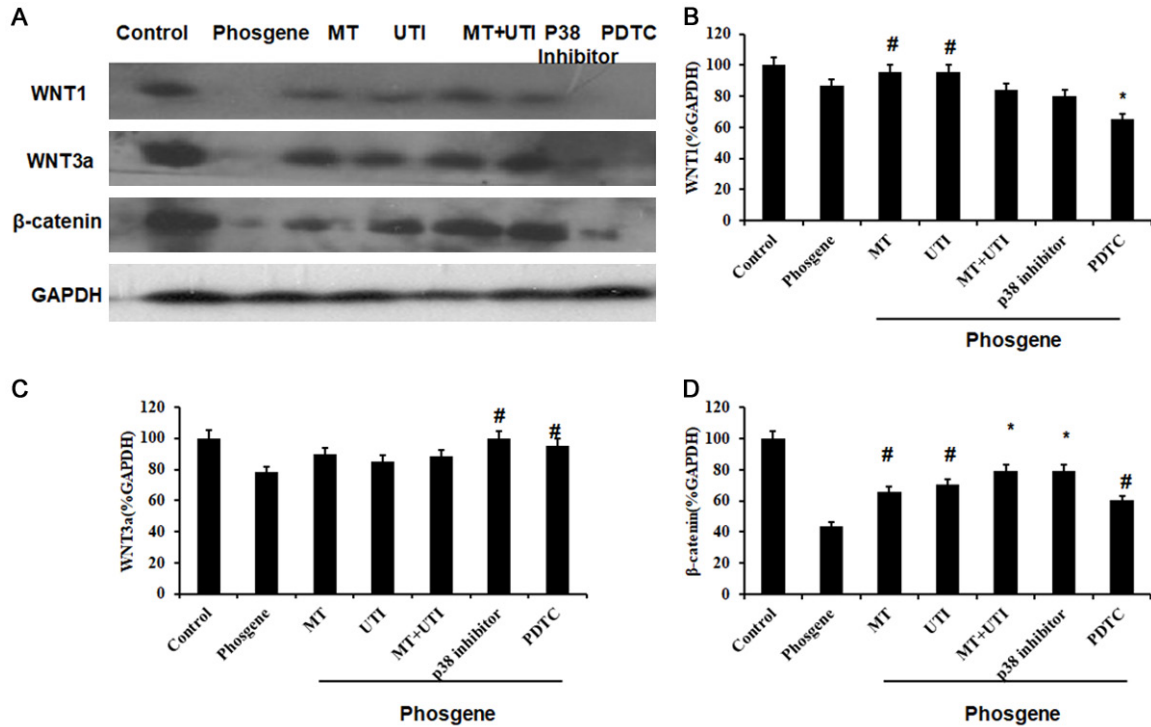 A
Control Phosgene MT UTI MT+UTI P38 PDTC
Inhibitor
WNT1
WNT3a
β-catenin
GAPDH
B
WNT1(%GAPDH)
120
100
80
60
40
20
0
# # *
Control Phosgene MT UTI MT+UTI p38 inhibitor PDTC
Phosgene
C
WNT3a(%GAPDH)
120
100
80
60
40
20
0
# #
Control Phosgene MT UTI MT+UTI p38 inhibitor PDTC
Phosgene
D
β-catenin(%GAPDH)
120
100
80
60
40
20
0
# # * * #
Control Phosgene MT UTI MT+UTI p38 inhibitor PDTC
Phosgene